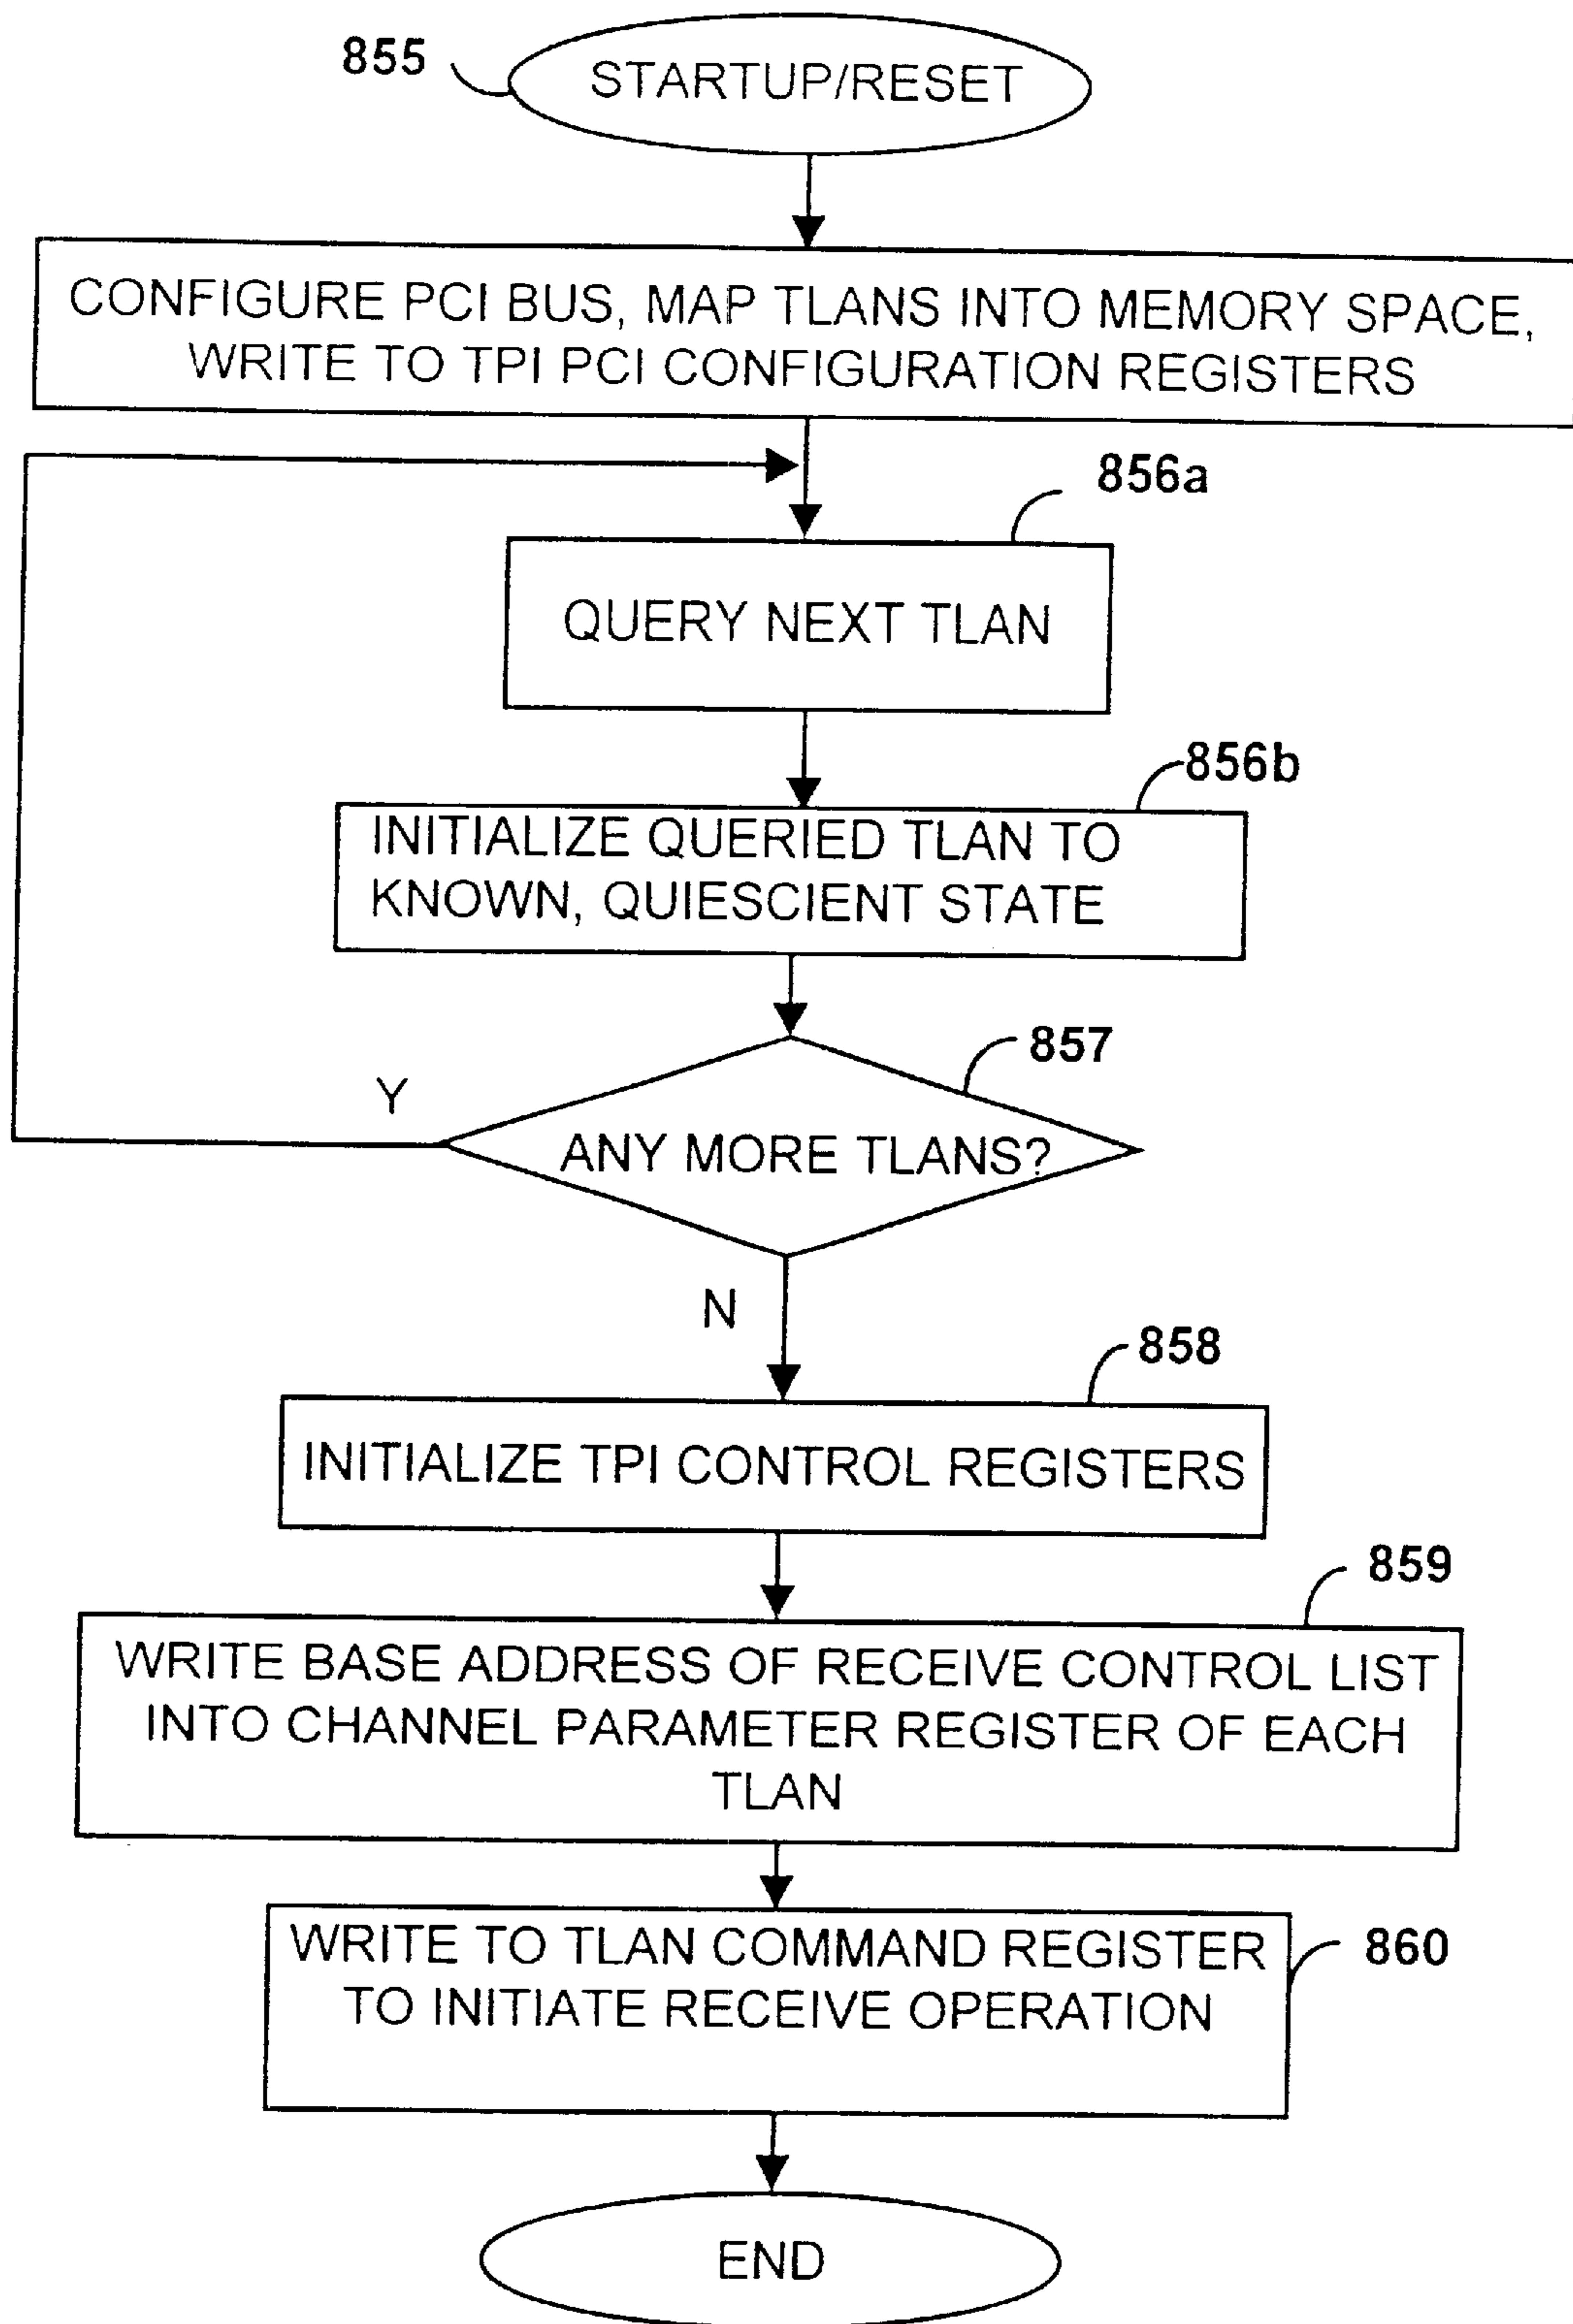 855
STARTUP/RESET
CONFIGURE PCI BUS, MAP TLANS INTO MEMORY SPACE,
WRITE TO TPI PCI CONFIGURATION REGISTERS
856a
QUERY NEXT TLAN
856b
INITIALIZE QUERIED TLAN TO
KNOWN, QUIESCIENT STATE
857
Y
ANY MORE TLANS?
N
858
INITIALIZE TPI CONTROL REGISTERS
859
WRITE BASE ADDRESS OF RECEIVE CONTROL LIST
INTO CHANNEL PARAMETER REGISTER OF EACH
TLAN
WRITE TO TLAN COMMAND REGISTER
860
TO INITIATE RECEIVE OPERATION
END